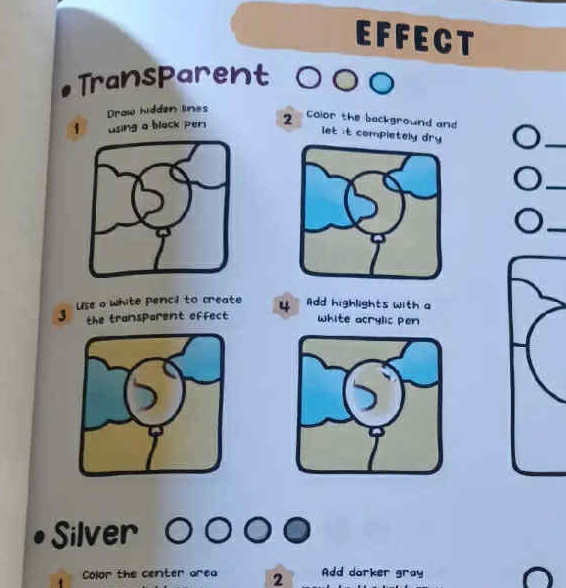 EFFECT
Transparent
1 Draw hidden lines
using a black pen
2 Color the background and
let it completely dry
3 Use a white pencil to create
the transparent effect
4 Add highlights with a
white acrylic pen
Silver
1 Color the center area
2 Add darker gray